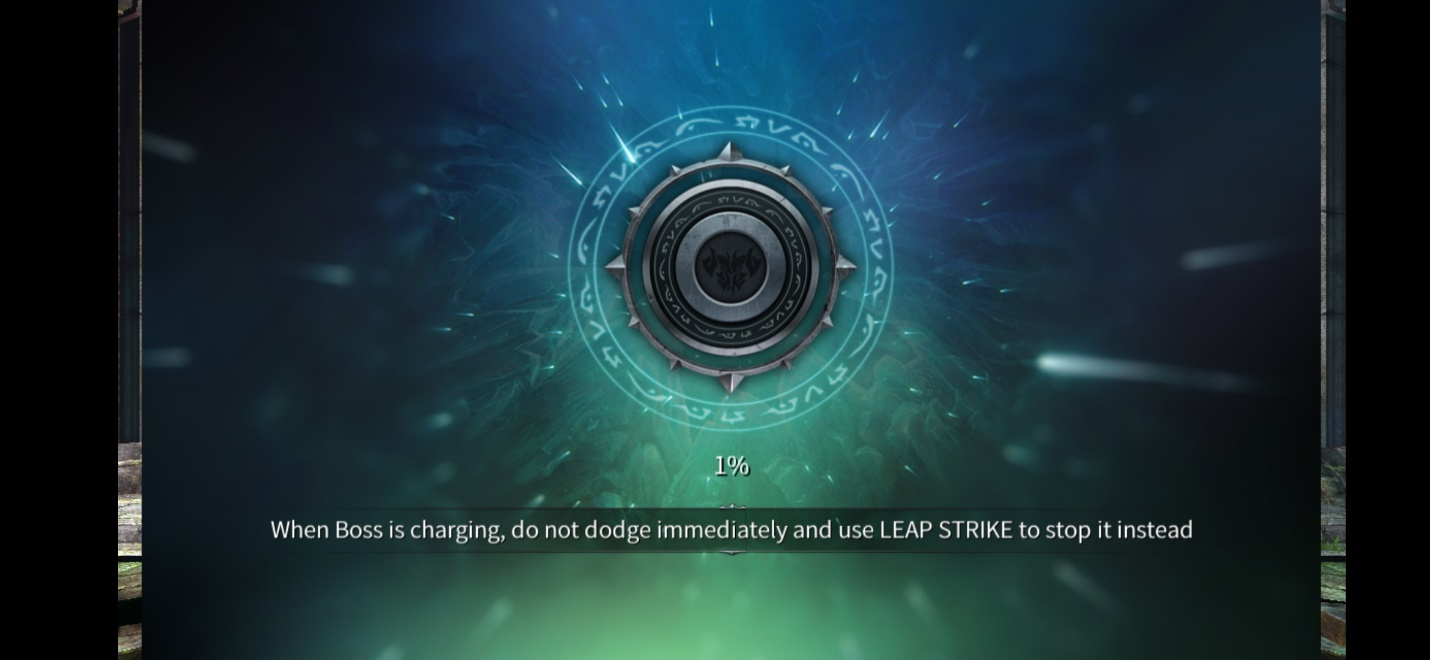 1%
When Boss is charging, do not dodge immediately and use LEAP STRIKE to stop it instead